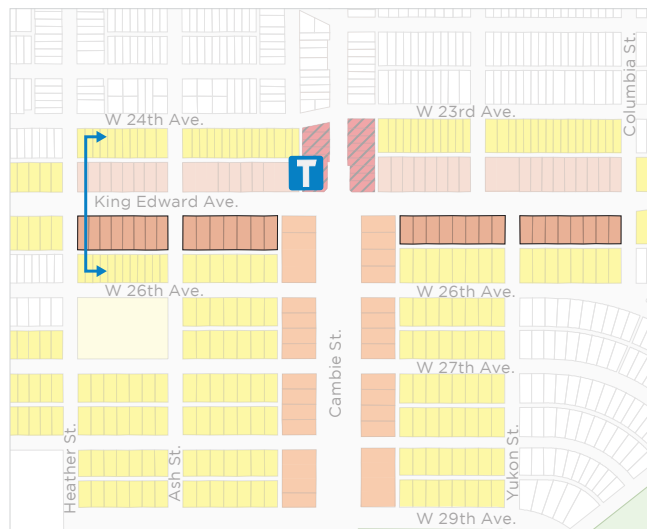 Columbia St.
W 24th Ave.
W 23rd Ave.
T
King Edward Ave.
W 26th Ave.
W 26th Ave.
Cambie St.
W 27th Ave.
Heather St.
Ash St.
Yukon St.
W 29th Ave.